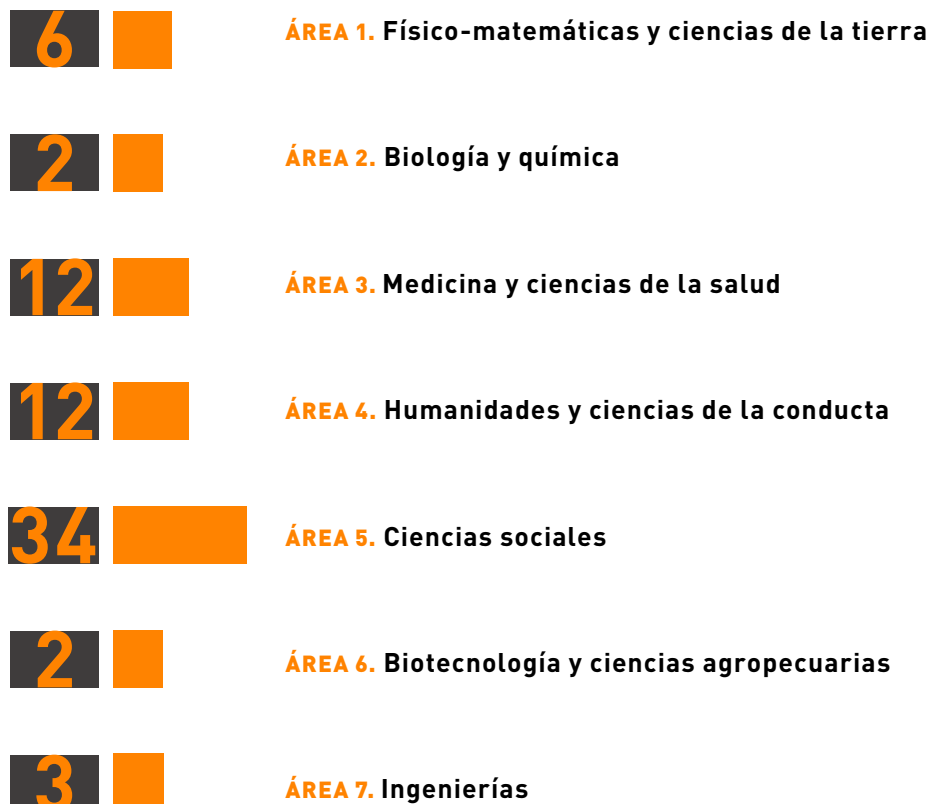 6 ÁREA 1. Físico-matemáticas y ciencias de la tierra
2 ÁREA 2. Biología y química
12 ÁREA 3. Medicina y ciencias de la salud
12 ÁREA 4. Humanidades y ciencias de la conducta
34 ÁREA 5. Ciencias sociales
2 ÁREA 6. Biotecnología y ciencias agropecuarias
3 ÁREA 7. Ingenierías